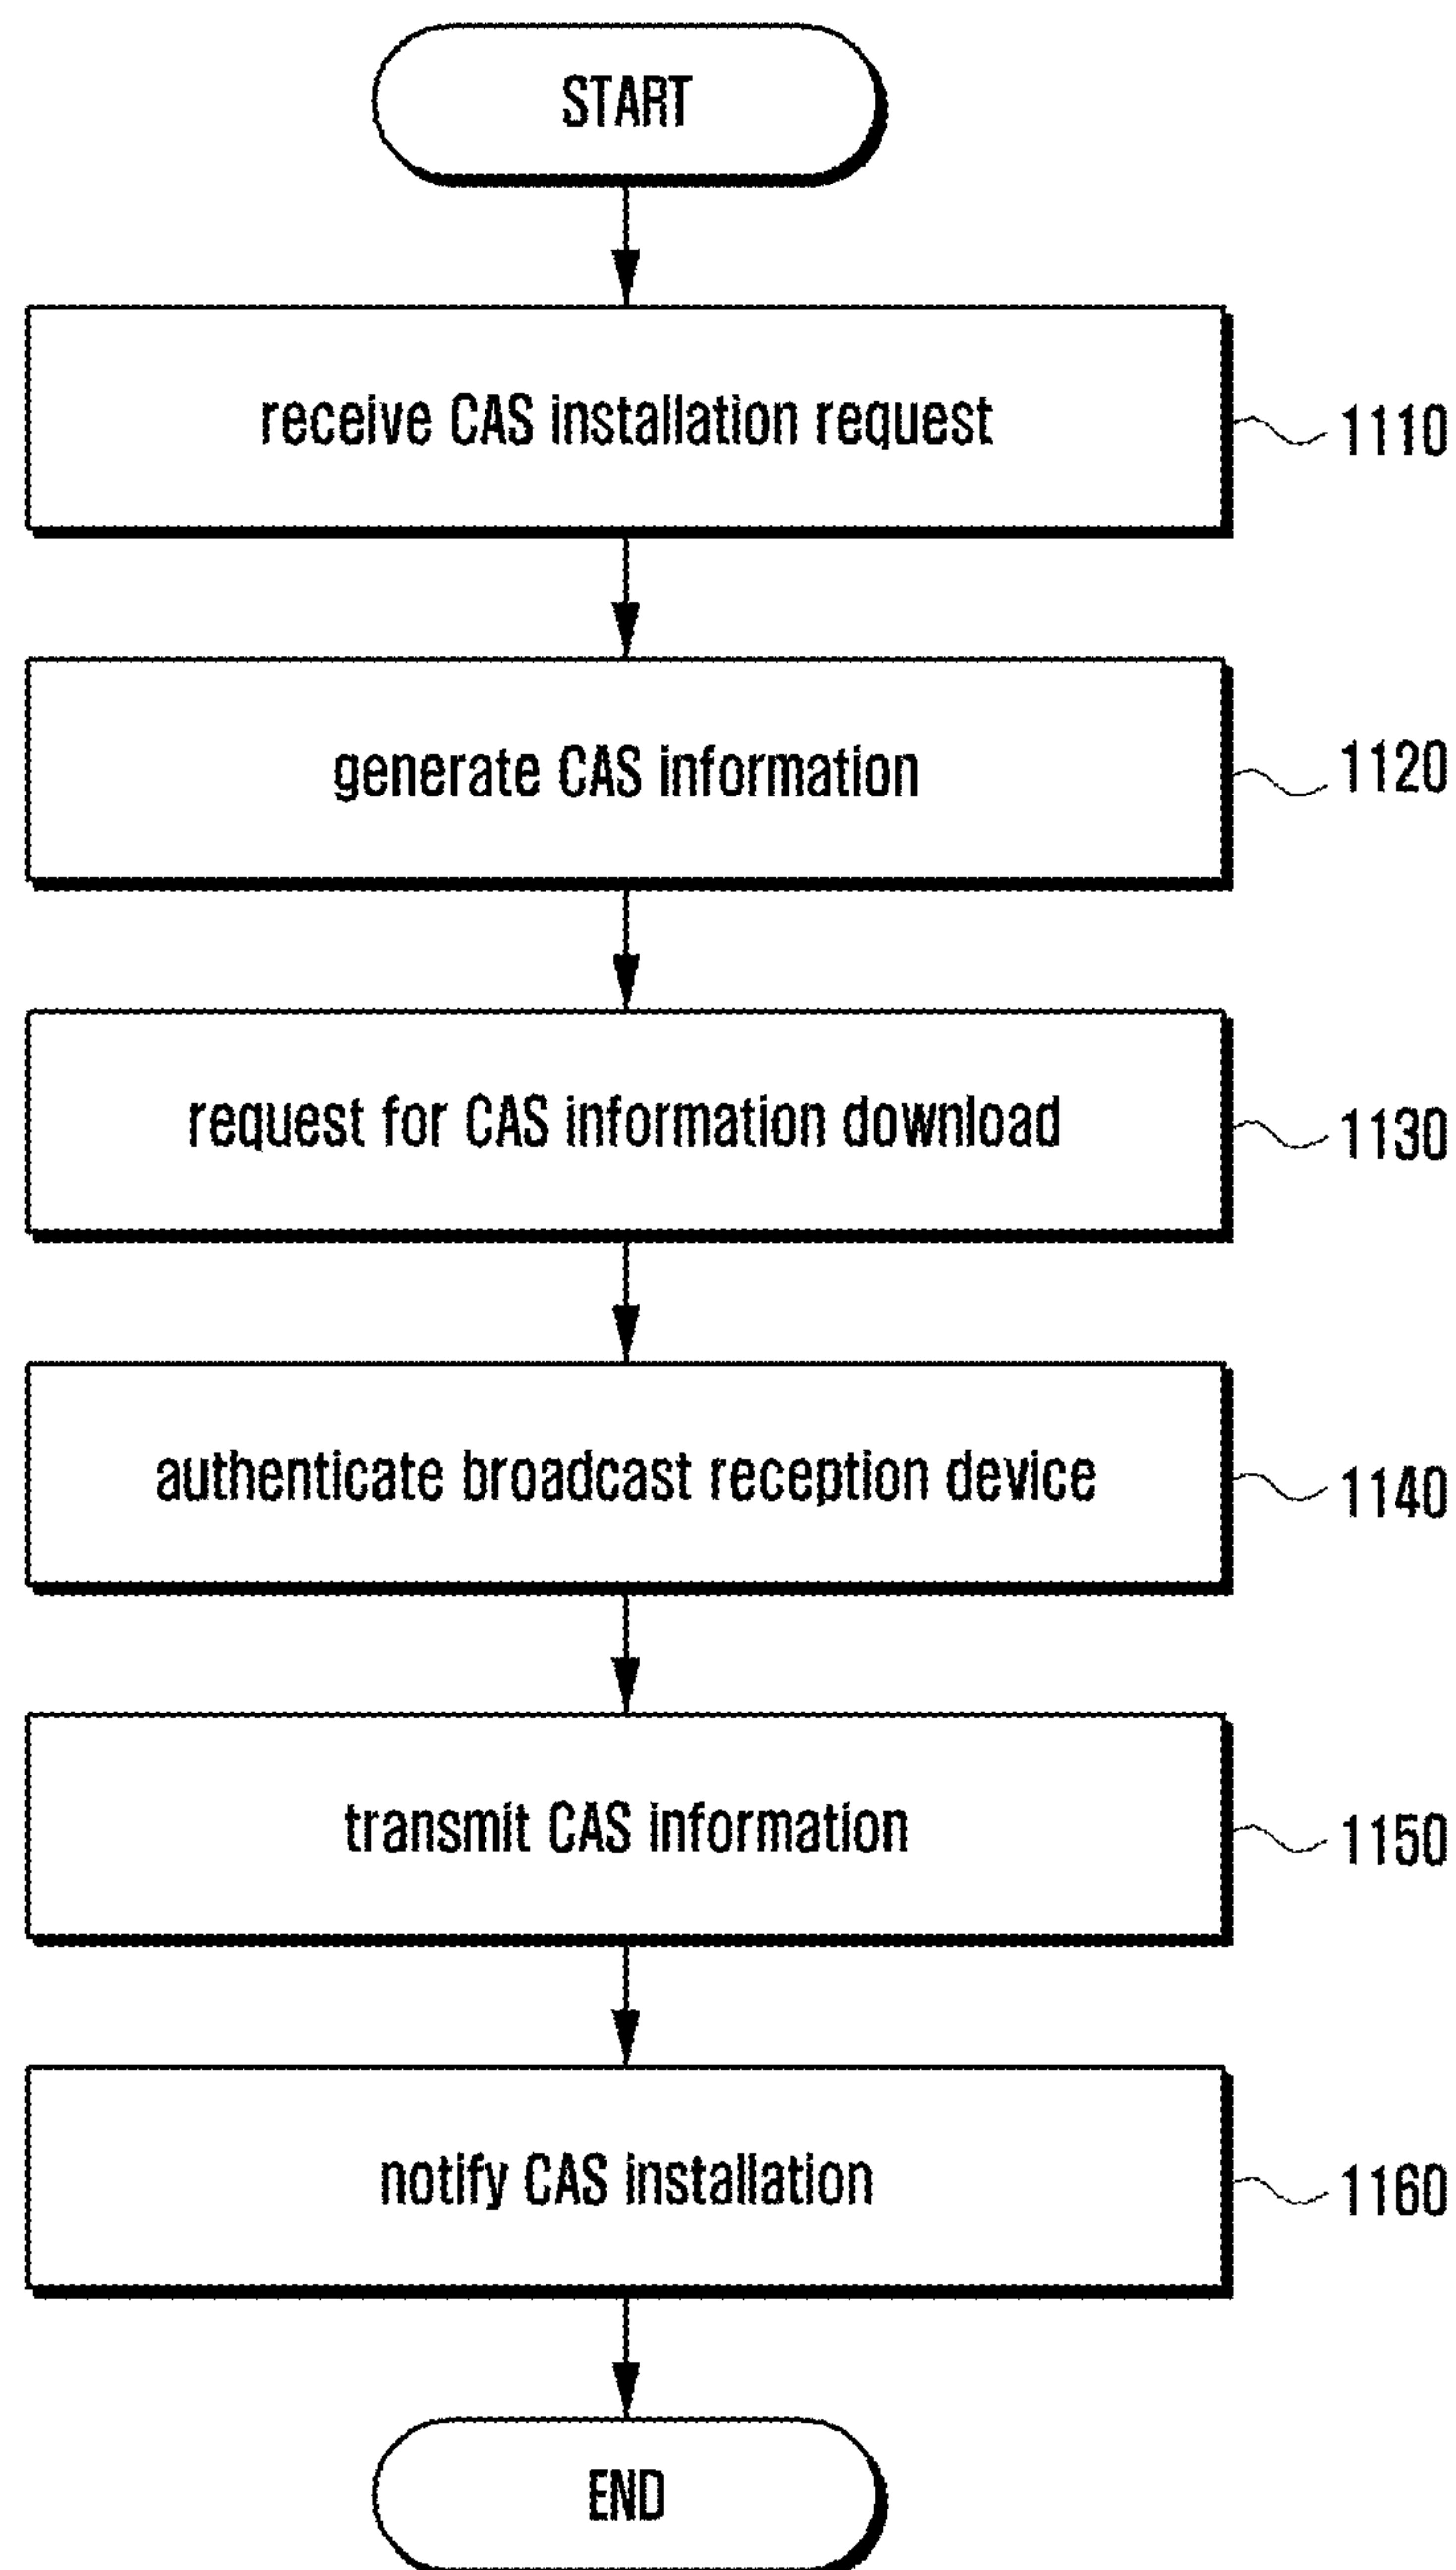 START
receive CAS installation request
1110
generate CAS information
1120
request for CAS information download
1130
authenticate broadcast reception device
1140
transmit CAS information
1150
notify CAS installation
1160
END